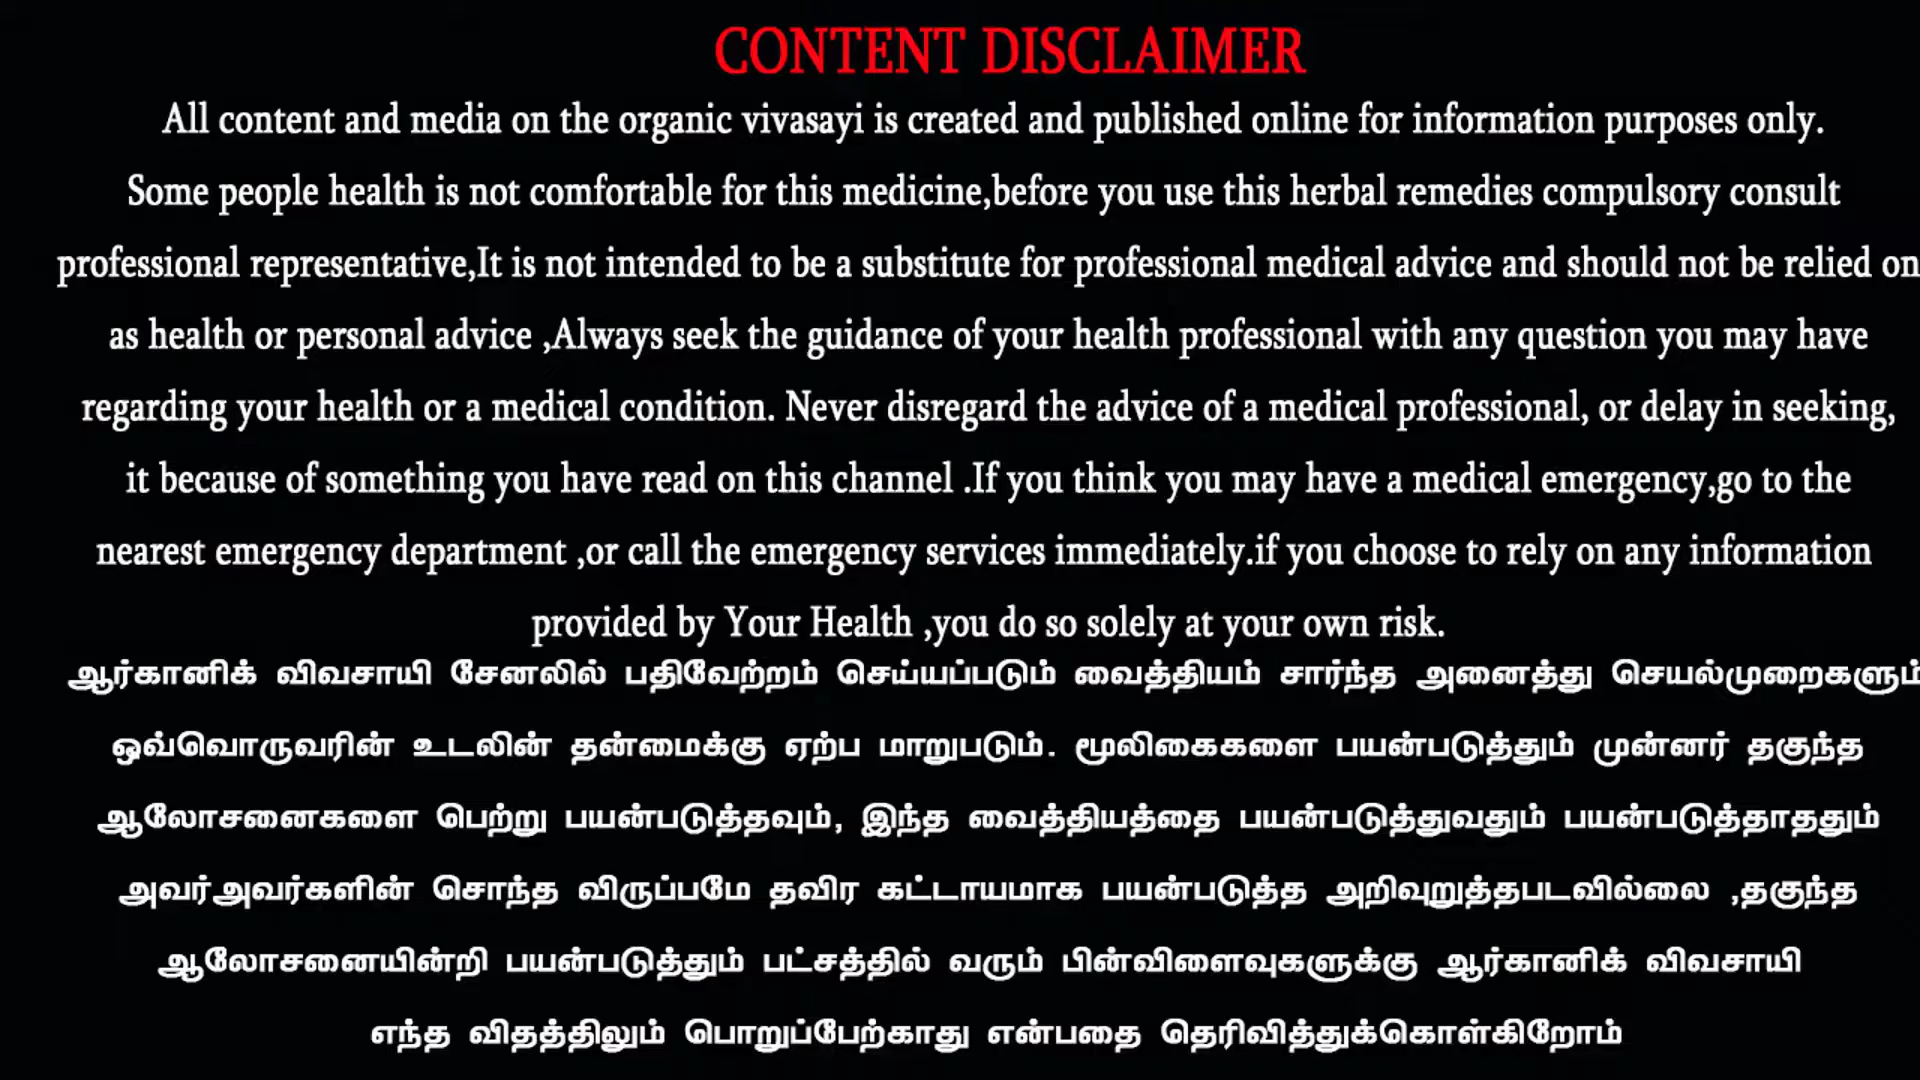 CONTENT DISCLAIMER
All content and media on the organic vivasayi is created and published online for information purposes only.
Some people health is not comfortable for this medicine,before you use this herbal remedies compulsory consult
professional representative,It is not intended to be a substitute for professional medical advice and should not be relied on
as health or personal advice ,Always seek the guidance of your health professional with any question you may have
regarding your health or a medical condition. Never disregard the advice of a medical professional, or delay in seeking,
it because of something you have read on this channel .If you think you may have a medical emergency,go to the
nearest emergency department ,or call the emergency services immediately.if you choose to rely on any information
provided by Your Health ,you do so solely at your own risk.
ஆர்கானிக் விவசாயி சேனலில் பதிவேற்றம் செய்யப்படும் வைத்தியம் சார்ந்த அனைத்து செயல்முறைகளும்
ஒவ்வொருவரின் உடலின் தன்மைக்கு ஏற்ப மாறுபடும். மூலிகைகளை பயன்படுத்தும் முன்னர் தகுந்த
ஆலோசனைகளை பெற்று பயன்படுத்தவும், இந்த வைத்தியத்தை பயன்படுத்துவதும் பயன்படுத்தாததும்
அவர்அவர்களின் சொந்த விருப்பமே தவிர கட்டாயமாக பயன்படுத்த அறிவுறுத்தபடவில்லை ,தகுந்த
ஆலோசனையின்றி பயன்படுத்தும் பட்சத்தில் வரும் பின்விளைவுகளுக்கு ஆர்கானிக் விவசாயி
எந்த விதத்திலும் பொறுப்பேற்காது என்பதை தெரிவித்துக்கொள்கிறோம்